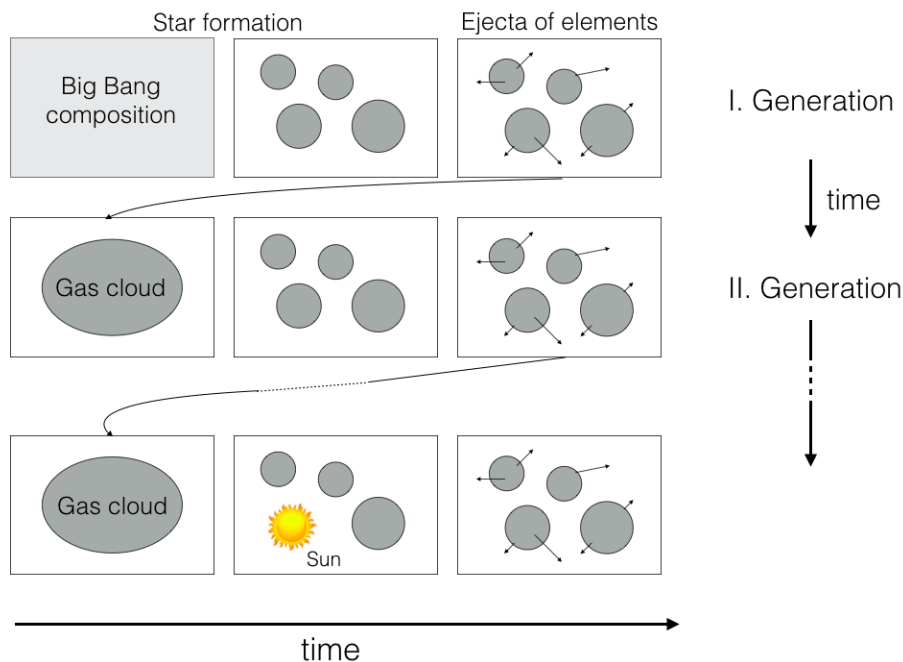 Star formation
Ejecta of elements
Big Bang
composition
I. Generation
time
Gas cloud
II. Generation
Gas cloud
Sun
time